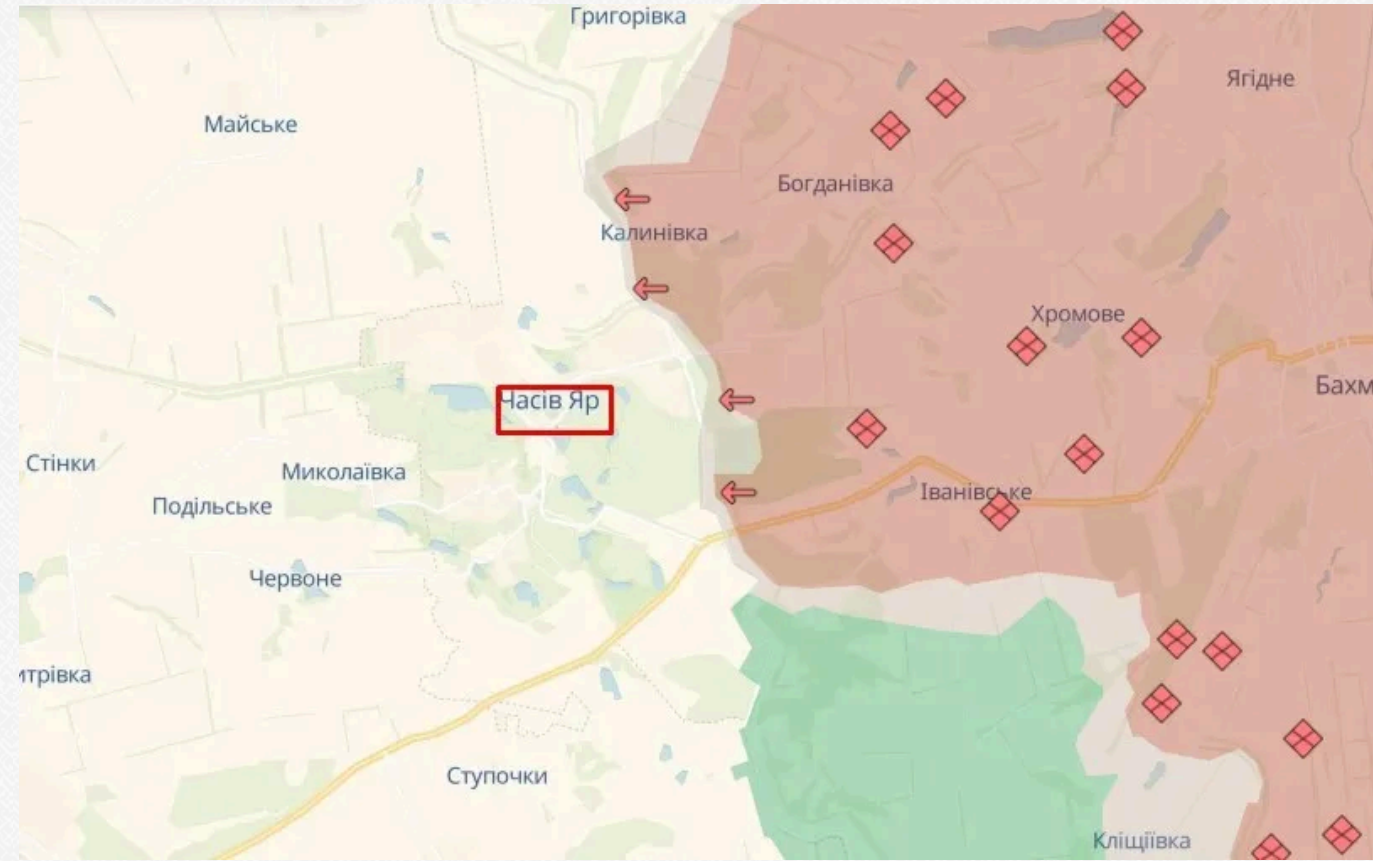 Григорівка
Ягідне
Майське
Богданівка
Калинівка
Хромове
Бахм
Часів Яр
Стінки
Миколаївка
Іванівське
Подільське
Червоне
итрівка
Ступочки
Кліщіївка